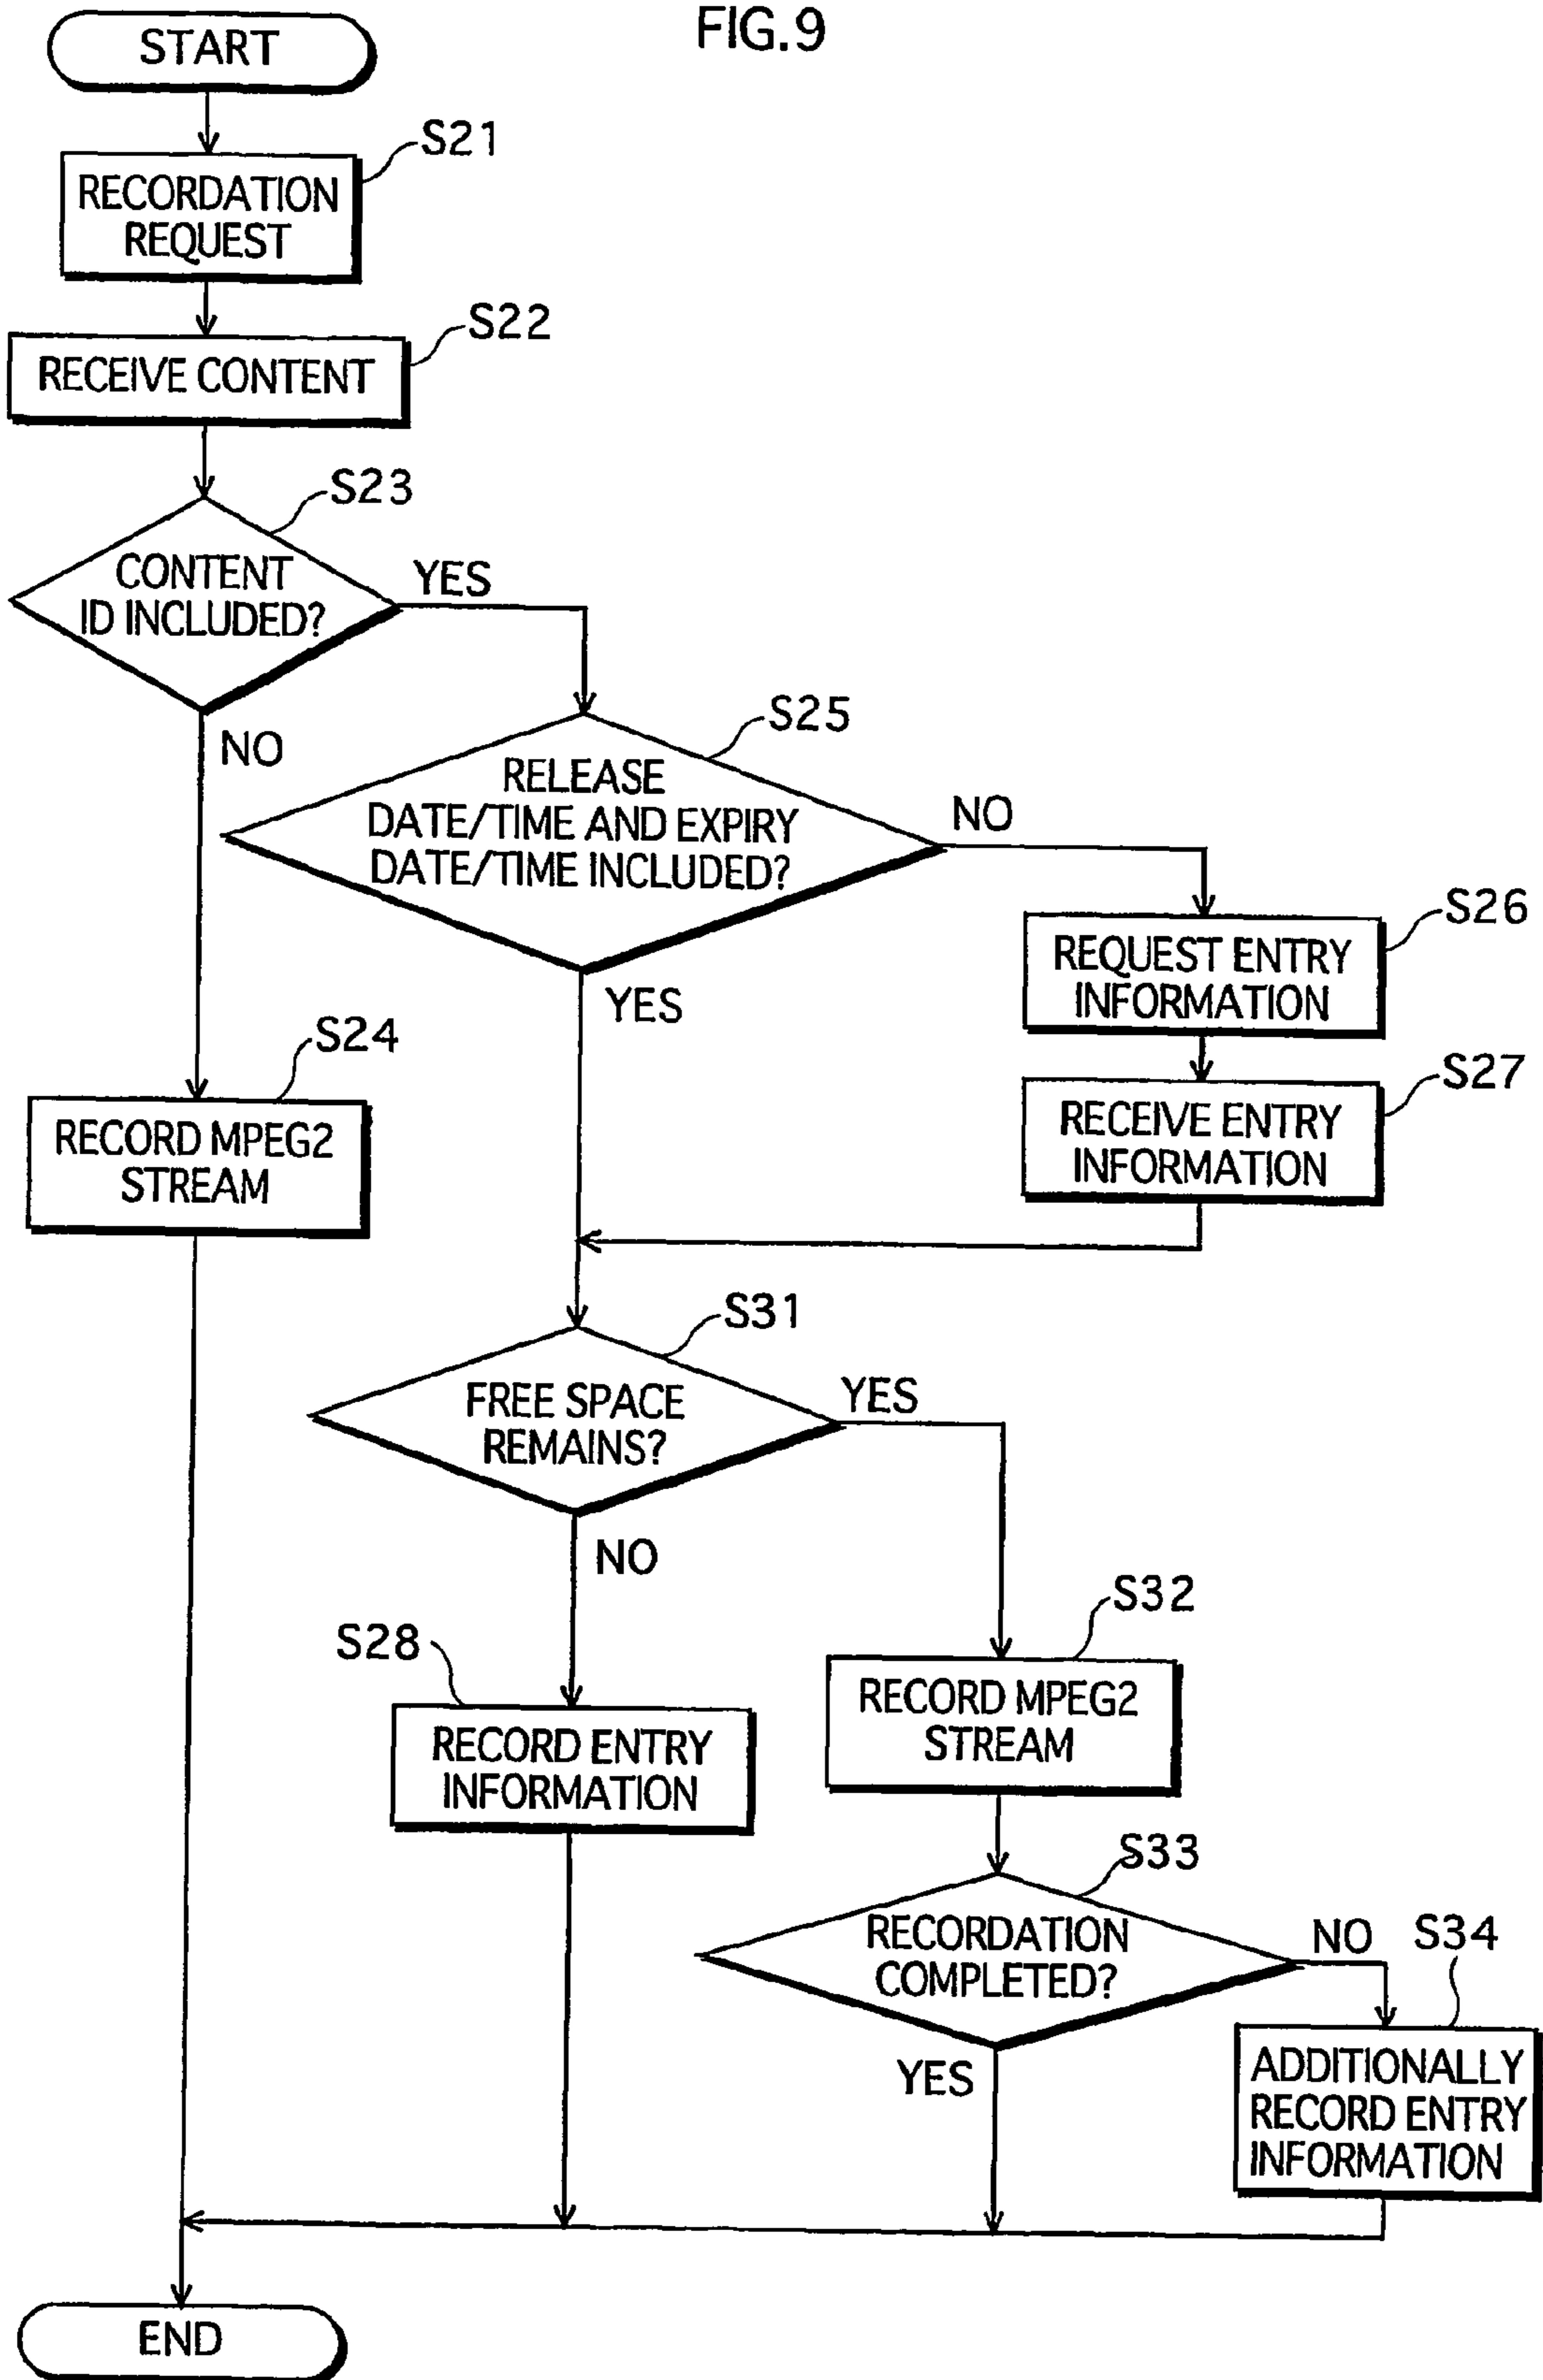 FIG.9
START
S21
RECORDATION
REQUEST
S22
RECEIVE CONTENT
S23
CONTENT
ID INCLUDED?
YES
NO
S25
RELEASE
DATE/TIME AND EXPIRY
DATE/TIME INCLUDED?
NO
YES
S26
REQUEST ENTRY
INFORMATION
S24
RECORD MPEG2
STREAM
S27
RECEIVE ENTRY
INFORMATION
S31
FREE SPACE
REMAINS?
YES
NO
S28
RECORD ENTRY
INFORMATION
S32
RECORD MPEG2
STREAM
S33
RECORDATION
COMPLETED?
NO
YES
S34
ADDITIONALLY
RECORD ENTRY
INFORMATION
END